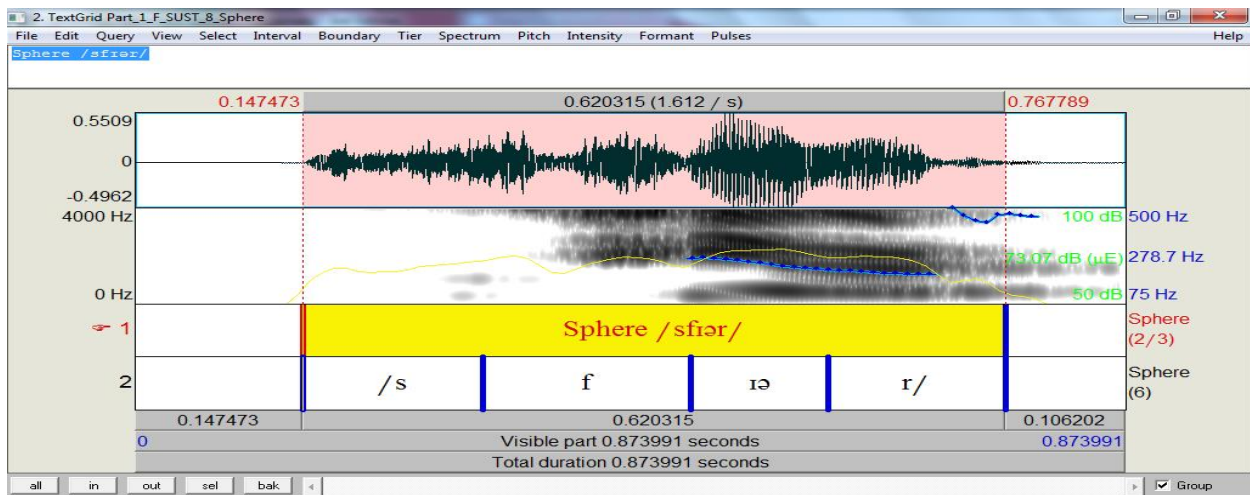 2. TextGrid Part_1_F_SUST_8_Sphere
File Edit Query View Select Interval Boundary Tier Spectrum Pitch Intensity Formant Pulses Help
Sphere /sfɪər/
0.147473 0.620315 (1.612 / s) 0.767789
0.5509
0
-0.4962
4000 Hz 100 dB 500 Hz
73.07 dB (µE) 278.7 Hz
0 Hz 50 dB 75 Hz
☞ 1 Sphere /sfɪər/ Sphere
(2/3)
2 /s f ɪə r/ Sphere
(6)
0.147473 0.620315 0.106202
0 Visible part 0.873991 seconds 0.873991
Total duration 0.873991 seconds
all in out sel bak Group